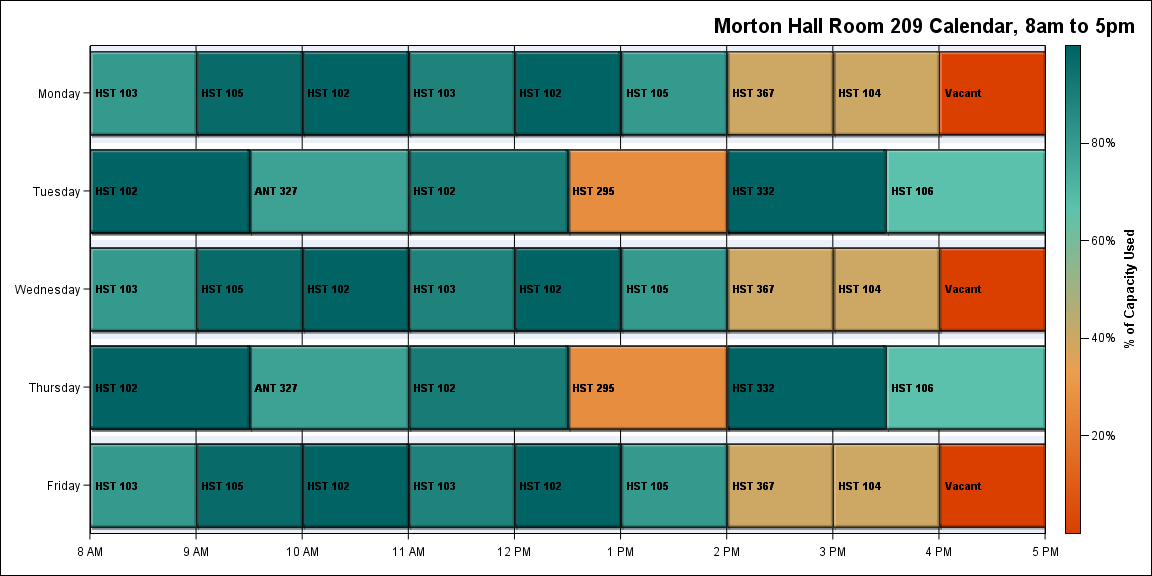 Morton Hall Room 209 Calendar, 8am to 5pm
Monday
HST 103
HST 105
HST 102
HST 103
HST 102
HST 105
HST 367
HST 104
Vacant
Tuesday
HST 102
ANT 327
HST 102
HST 295
HST 332
HST 106
Wednesday
HST 103
HST 105
HST 102
HST 103
HST 102
HST 105
HST 367
HST 104
Vacant
Thursday
HST 102
ANT 327
HST 102
HST 295
HST 332
HST 106
Friday
HST 103
HST 105
HST 102
HST 103
HST 102
HST 105
HST 367
HST 104
Vacant
8 AM
9 AM
10 AM
11 AM
12 PM
1 PM
2 PM
3 PM
4 PM
5 PM
80%
60%
40%
20%
% of Capacity Used